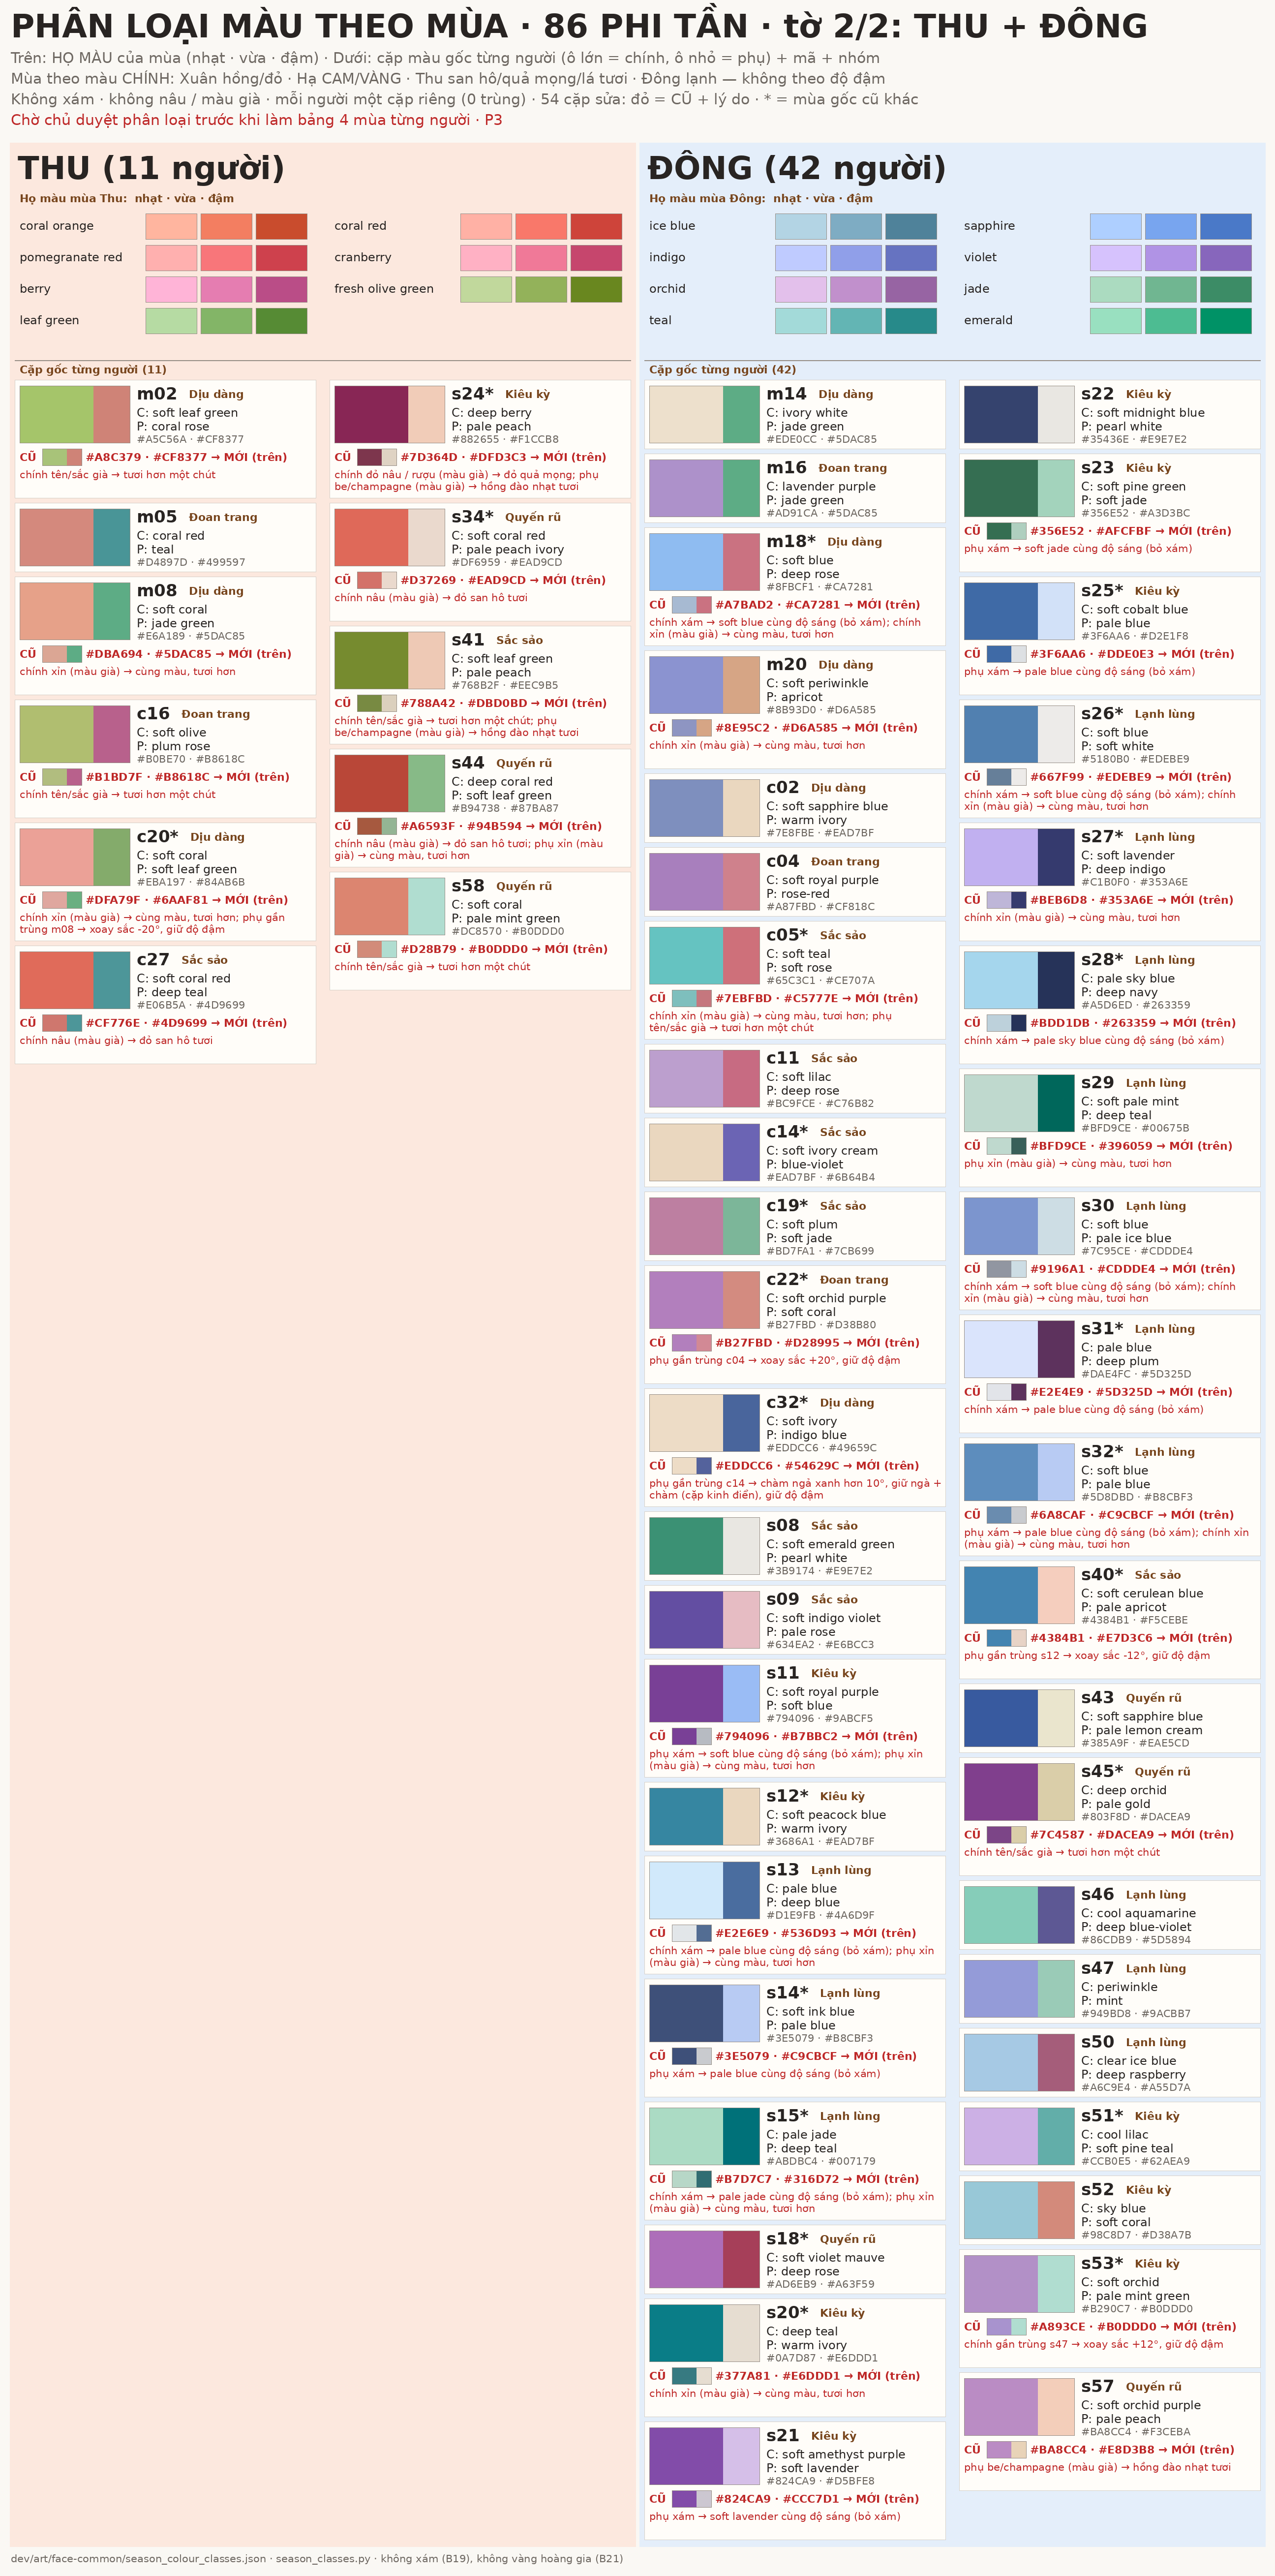 PHÂN LOẠI MÀU THEO MÙA · 86 PHI TẦN · tờ 2/2: THU + ĐÔNG
Trên: HỌ MÀU của mùa (nhạt · vừa · đậm) · Dưới: cặp màu gốc từng người (ô lớn = chính, ô nhỏ = phụ) + mã + nhóm
Mùa theo màu CHÍNH: Xuân hồng/đỏ · Hạ CAM/VÀNG · Thu san hô/quả mọng/lá tươi · Đông lạnh — không theo độ đậm
Không xám · không nâu / màu già · mỗi người một cặp riêng (0 trùng) · 54 cặp sửa: đỏ = CŨ + lý do · * = mùa gốc cũ khác
Chờ chủ duyệt phân loại trước khi làm bảng 4 mùa từng người · P3
THU (11 người)
Họ màu mùa Thu: nhạt · vừa · đậm
coral orange
coral red
pomegranate red
cranberry
berry
fresh olive green
leaf green
Cặp gốc từng người (11)
m02 Dịu dàng
C: soft leaf green
P: coral rose
#A5C56A · #CF8377
CŨ #A8C379 · #CF8377 → MỚI (trên)
chính tên/sắc già → tươi hơn một chút
m05 Đoan trang
C: coral red
P: teal
#D4897D · #499597
m08 Dịu dàng
C: soft coral
P: jade green
#E6A189 · #5DAC85
CŨ #DBA694 · #5DAC85 → MỚI (trên)
chính xỉn (màu già) → cùng màu, tươi hơn
c16 Đoan trang
C: soft olive
P: plum rose
#B0BE70 · #B8618C
CŨ #B1BD7F · #B8618C → MỚI (trên)
chính tên/sắc già → tươi hơn một chút
c20* Dịu dàng
C: soft coral
P: soft leaf green
#EBA197 · #84AB6B
CŨ #DFA79F · #6AAF81 → MỚI (trên)
chính xỉn (màu già) → cùng màu, tươi hơn; phụ gần
trùng m08 → xoay sắc -20°, giữ độ đậm
c27 Sắc sảo
C: soft coral red
P: deep teal
#E06B5A · #4D9699
CŨ #CF776E · #4D9699 → MỚI (trên)
chính nâu (màu già) → đỏ san hô tươi
s24* Kiêu kỳ
C: deep berry
P: pale peach
#882655 · #F1CCB8
CŨ #7D364D · #DFD3C3 → MỚI (trên)
chính đỏ nâu / rượu (màu già) → đỏ quả mọng; phụ
be/champagne (màu già) → hồng đào nhạt tươi
s34* Quyến rũ
C: soft coral red
P: pale peach ivory
#DF6959 · #EAD9CD
CŨ #D37269 · #EAD9CD → MỚI (trên)
chính nâu (màu già) → đỏ san hô tươi
s41 Sắc sảo
C: soft leaf green
P: pale peach
#768B2F · #EEC9B5
CŨ #788A42 · #DBD0BD → MỚI (trên)
chính tên/sắc già → tươi hơn một chút; phụ
be/champagne (màu già) → hồng đào nhạt tươi
s44 Quyến rũ
C: deep coral red
P: soft leaf green
#B94738 · #87BA87
CŨ #A6593F · #94B594 → MỚI (trên)
chính nâu (màu già) → đỏ san hô tươi; phụ xỉn (màu
già) → cùng màu, tươi hơn
s58 Quyến rũ
C: soft coral
P: pale mint green
#DC8570 · #B0DDD0
CŨ #D28B79 · #B0DDD0 → MỚI (trên)
chính tên/sắc già → tươi hơn một chút
ĐÔNG (42 người)
Họ màu mùa Đông: nhạt · vừa · đậm
ice blue
sapphire
indigo
violet
orchid
jade
teal
emerald
Cặp gốc từng người (42)
m14 Dịu dàng
C: ivory white
P: jade green
#EDE0CC · #5DAC85
m16 Đoan trang
C: lavender purple
P: jade green
#AD91CA · #5DAC85
m18* Dịu dàng
C: soft blue
P: deep rose
#8FBCF1 · #CA7281
CŨ #A7BAD2 · #CA7281 → MỚI (trên)
chính xám → soft blue cùng độ sáng (bỏ xám); chính
xỉn (màu già) → cùng màu, tươi hơn
m20 Dịu dàng
C: soft periwinkle
P: apricot
#8B93D0 · #D6A585
CŨ #8E95C2 · #D6A585 → MỚI (trên)
chính xỉn (màu già) → cùng màu, tươi hơn
c02 Dịu dàng
C: soft sapphire blue
P: warm ivory
#7E8FBE · #EAD7BF
c04 Đoan trang
C: soft royal purple
P: rose-red
#A87FBD · #CF818C
c05* Sắc sảo
C: soft teal
P: soft rose
#65C3C1 · #CE707A
CŨ #7EBFBD · #C5777E → MỚI (trên)
chính xỉn (màu già) → cùng màu, tươi hơn; phụ
tên/sắc già → tươi hơn một chút
c11 Sắc sảo
C: soft lilac
P: deep rose
#BC9FCE · #C76B82
c14* Sắc sảo
C: soft ivory cream
P: blue-violet
#EAD7BF · #6B64B4
c19* Sắc sảo
C: soft plum
P: soft jade
#BD7FA1 · #7CB699
c22* Đoan trang
C: soft orchid purple
P: soft coral
#B27FBD · #D38B80
CŨ #B27FBD · #D28995 → MỚI (trên)
phụ gần trùng c04 → xoay sắc +20°, giữ độ đậm
c32* Dịu dàng
C: soft ivory
P: indigo blue
#EDDCC6 · #49659C
CŨ #EDDCC6 · #54629C → MỚI (trên)
phụ gần trùng c14 → chàm ngả xanh hơn 10°, giữ ngà +
chàm (cặp kinh điển), giữ độ đậm
s08 Sắc sảo
C: soft emerald green
P: pearl white
#3B9174 · #E9E7E2
s09 Sắc sảo
C: soft indigo violet
P: pale rose
#634EA2 · #E6BCC3
s11 Kiêu kỳ
C: soft royal purple
P: soft blue
#794096 · #9ABCF5
CŨ #794096 · #B7BBC2 → MỚI (trên)
phụ xám → soft blue cùng độ sáng (bỏ xám); phụ xỉn
(màu già) → cùng màu, tươi hơn
s12* Kiêu kỳ
C: soft peacock blue
P: warm ivory
#3686A1 · #EAD7BF
s13 Lạnh lùng
C: pale blue
P: deep blue
#D1E9FB · #4A6D9F
CŨ #E2E6E9 · #536D93 → MỚI (trên)
chính xám → pale blue cùng độ sáng (bỏ xám); phụ xỉn
(màu già) → cùng màu, tươi hơn
s14* Lạnh lùng
C: soft ink blue
P: pale blue
#3E5079 · #B8CBF3
CŨ #3E5079 · #C9CBCF → MỚI (trên)
phụ xám → pale blue cùng độ sáng (bỏ xám)
s15* Lạnh lùng
C: pale jade
P: deep teal
#ABDBC4 · #007179
CŨ #B7D7C7 · #316D72 → MỚI (trên)
chính xám → pale jade cùng độ sáng (bỏ xám); phụ xỉn
(màu già) → cùng màu, tươi hơn
s18* Quyến rũ
C: soft violet mauve
P: deep rose
#AD6EB9 · #A63F59
s20* Kiêu kỳ
C: deep teal
P: warm ivory
#0A7D87 · #E6DDD1
CŨ #377A81 · #E6DDD1 → MỚI (trên)
chính xỉn (màu già) → cùng màu, tươi hơn
s21 Kiêu kỳ
C: soft amethyst purple
P: soft lavender
#824CA9 · #D5BFE8
CŨ #824CA9 · #CCC7D1 → MỚI (trên)
phụ xám → soft lavender cùng độ sáng (bỏ xám)
s22 Kiêu kỳ
C: soft midnight blue
P: pearl white
#35436E · #E9E7E2
s23 Kiêu kỳ
C: soft pine green
P: soft jade
#356E52 · #A3D3BC
CŨ #356E52 · #AFCFBF → MỚI (trên)
phụ xám → soft jade cùng độ sáng (bỏ xám)
s25* Kiêu kỳ
C: soft cobalt blue
P: pale blue
#3F6AA6 · #D2E1F8
CŨ #3F6AA6 · #DDE0E3 → MỚI (trên)
phụ xám → pale blue cùng độ sáng (bỏ xám)
s26* Lạnh lùng
C: soft blue
P: soft white
#5180B0 · #EDEBE9
CŨ #667F99 · #EDEBE9 → MỚI (trên)
chính xám → soft blue cùng độ sáng (bỏ xám); chính
xỉn (màu già) → cùng màu, tươi hơn
s27* Lạnh lùng
C: soft lavender
P: deep indigo
#C1B0F0 · #353A6E
CŨ #BEB6D8 · #353A6E → MỚI (trên)
chính xỉn (màu già) → cùng màu, tươi hơn
s28* Lạnh lùng
C: pale sky blue
P: deep navy
#A5D6ED · #263359
CŨ #BDD1DB · #263359 → MỚI (trên)
chính xám → pale sky blue cùng độ sáng (bỏ xám)
s29 Lạnh lùng
C: soft pale mint
P: deep teal
#BFD9CE · #00675B
CŨ #BFD9CE · #396059 → MỚI (trên)
phụ xỉn (màu già) → cùng màu, tươi hơn
s30 Lạnh lùng
C: soft blue
P: pale ice blue
#7C95CE · #CDDDE4
CŨ #9196A1 · #CDDDE4 → MỚI (trên)
chính xám → soft blue cùng độ sáng (bỏ xám); chính
xỉn (màu già) → cùng màu, tươi hơn
s31* Lạnh lùng
C: pale blue
P: deep plum
#DAE4FC · #5D325D
CŨ #E2E4E9 · #5D325D → MỚI (trên)
chính xám → pale blue cùng độ sáng (bỏ xám)
s32* Lạnh lùng
C: soft blue
P: pale blue
#5D8DBD · #B8CBF3
CŨ #6A8CAF · #C9CBCF → MỚI (trên)
phụ xám → pale blue cùng độ sáng (bỏ xám); chính xỉn
(màu già) → cùng màu, tươi hơn
s40* Sắc sảo
C: soft cerulean blue
P: pale apricot
#4384B1 · #F5CEBE
CŨ #4384B1 · #E7D3C6 → MỚI (trên)
phụ gần trùng s12 → xoay sắc -12°, giữ độ đậm
s43 Quyến rũ
C: soft sapphire blue
P: pale lemon cream
#385A9F · #EAE5CD
s45* Quyến rũ
C: deep orchid
P: pale gold
#803F8D · #DACEA9
CŨ #7C4587 · #DACEA9 → MỚI (trên)
chính tên/sắc già → tươi hơn một chút
s46 Lạnh lùng
C: cool aquamarine
P: deep blue-violet
#86CDB9 · #5D5894
s47 Lạnh lùng
C: periwinkle
P: mint
#949BD8 · #9ACBB7
s50 Lạnh lùng
C: clear ice blue
P: deep raspberry
#A6C9E4 · #A55D7A
s51* Kiêu kỳ
C: cool lilac
P: soft pine teal
#CCB0E5 · #62AEA9
s52 Kiêu kỳ
C: sky blue
P: soft coral
#98C8D7 · #D38A7B
s53* Kiêu kỳ
C: soft orchid
P: pale mint green
#B290C7 · #B0DDD0
CŨ #A893CE · #B0DDD0 → MỚI (trên)
chính gần trùng s47 → xoay sắc +12°, giữ độ đậm
s57 Quyến rũ
C: soft orchid purple
P: pale peach
#BA8CC4 · #F3CEBA
CŨ #BA8CC4 · #E8D3B8 → MỚI (trên)
phụ be/champagne (màu già) → hồng đào nhạt tươi
dev/art/face-common/season_colour_classes.json · season_classes.py · không xám (B19), không vàng hoàng gia (B21)